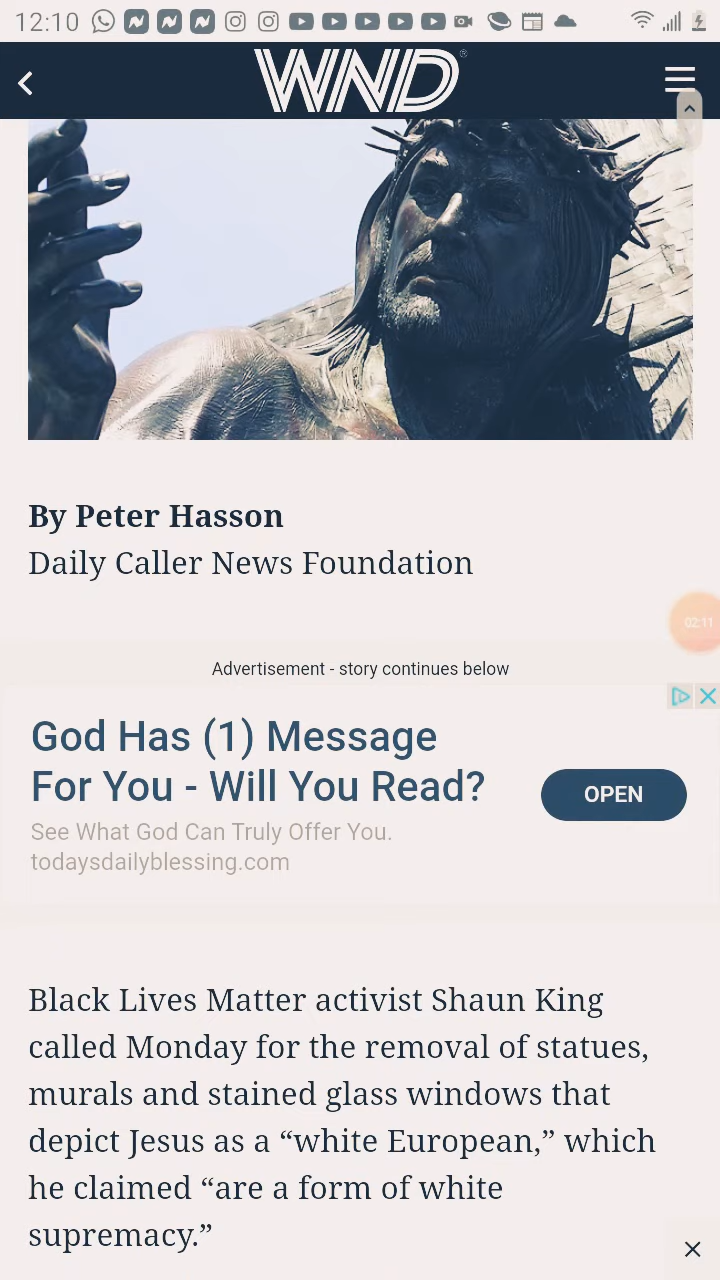 12:10
WND®
By Peter Hasson
Daily Caller News Foundation
02:11
Advertisement - story continues below
God Has (1) Message
For You - Will You Read?
OPEN
See What God Can Truly Offer You.
todaysdailyblessing.com
Black Lives Matter activist Shaun King
called Monday for the removal of statues,
murals and stained glass windows that
depict Jesus as a “white European,” which
he claimed “are a form of white
supremacy.”